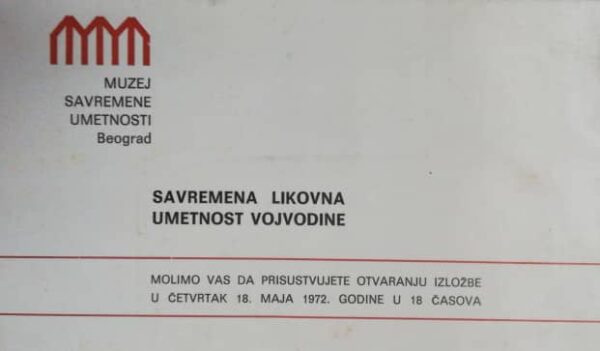 MUZEJ
SAVREMENE
UMETNOSTI
Beograd
SAVREMENA LIKOVNA
UMETNOST VOJVODINE
MOLIMO VAS DA PRISUSTVUJETE OTVARANJU IZLOŽBE
U ČETVRTAK 18. MAJA 1972. GODINE U 18 ČASOVA